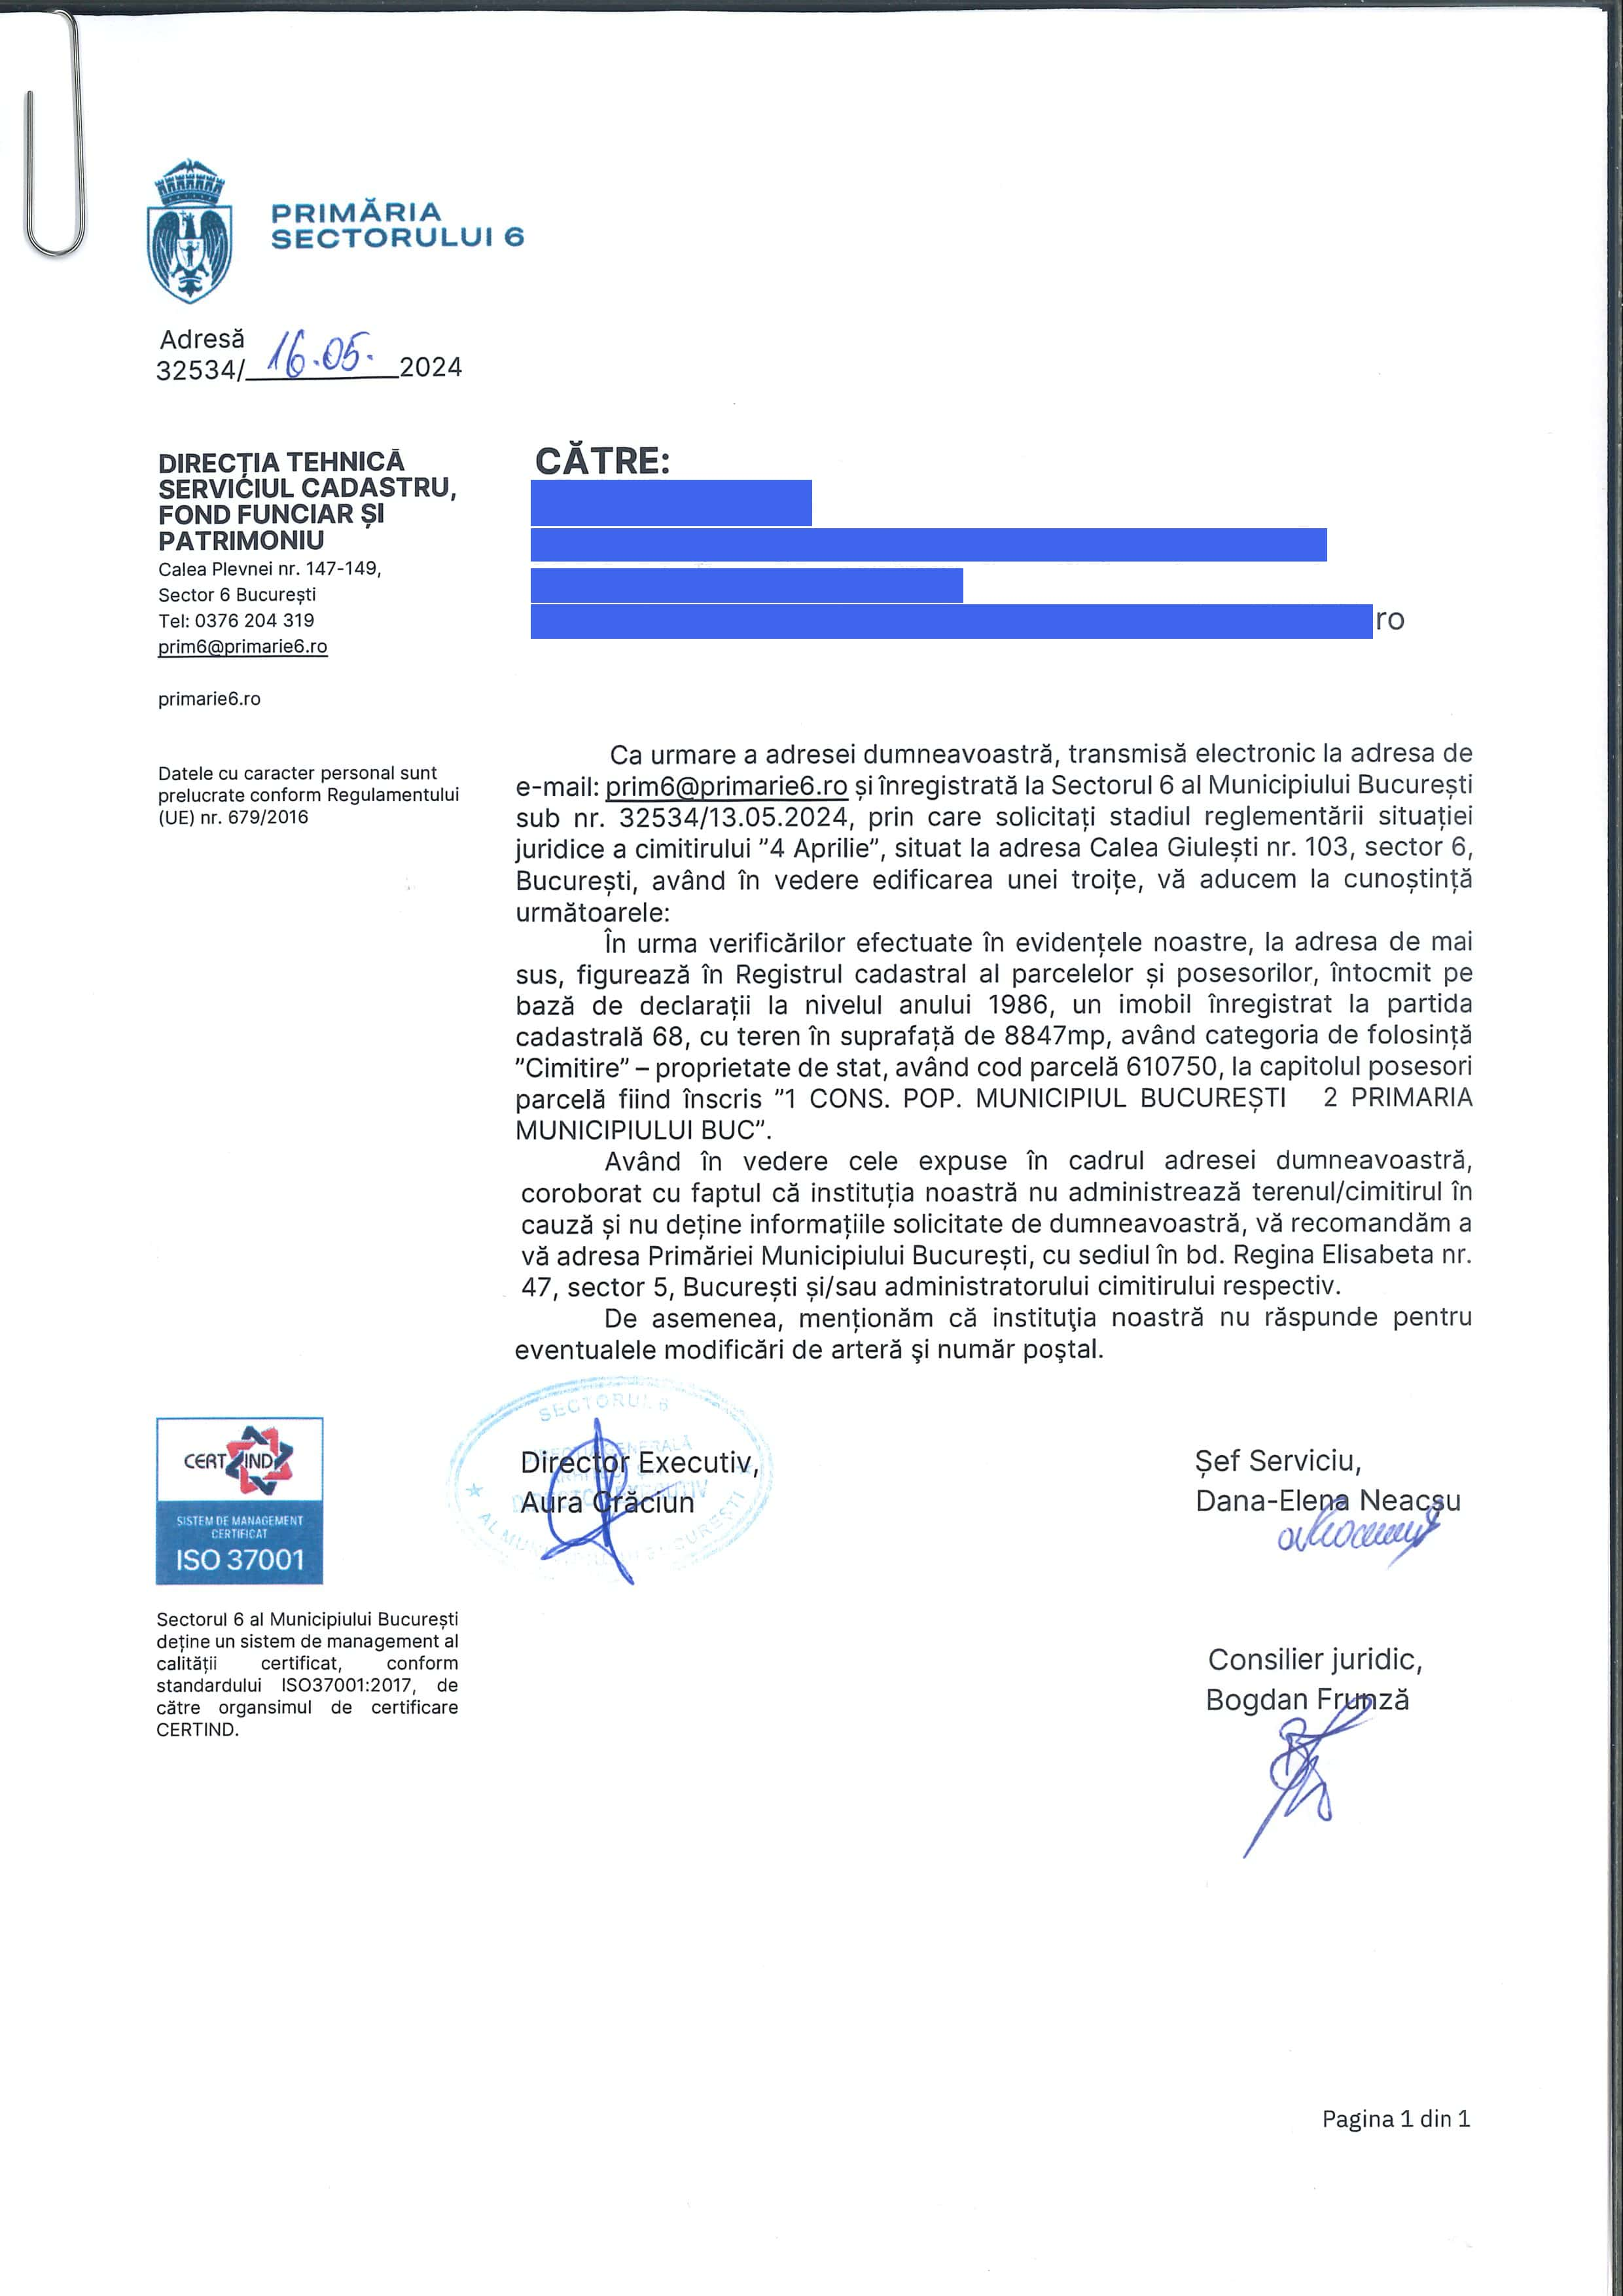 PRIMĂRIA
SECTORULUI 6
Adresă
32534/ 16.05. 2024
DIRECȚIA TEHNICĂ
SERVICIUL CADASTRU,
FOND FUNCIAR ȘI
PATRIMONIU
Calea Plevnei nr. 147-149,
Sector 6 București
Tel: 0376 204 319
prim6@primarie6.ro
primarie6.ro
Datele cu caracter personal sunt
prelucrate conform Regulamentului
(UE) nr. 679/2016
CĂTRE:
ro
Ca urmare a adresei dumneavoastră, transmisă electronic la adresa de
e-mail: prim6@primarie6.ro și înregistrată la Sectorul 6 al Municipiului București
sub nr. 32534/13.05.2024, prin care solicitați stadiul reglementării situației
juridice a cimitirului ”4 Aprilie”, situat la adresa Calea Giulești nr. 103, sector 6,
București, având în vedere edificarea unei troițe, vă aducem la cunoștință
următoarele:
În urma verificărilor efectuate în evidențele noastre, la adresa de mai
sus, figurează în Registrul cadastral al parcelelor și posesorilor, întocmit pe
bază de declarații la nivelul anului 1986, un imobil înregistrat la partida
cadastrală 68, cu teren în suprafață de 8847mp, având categoria de folosință
”Cimitire” – proprietate de stat, având cod parcelă 610750, la capitolul posesori
parcelă fiind înscris ”1 CONS. POP. MUNICIPIUL BUCUREȘTI 2 PRIMARIA
MUNICIPIULUI BUC”.
Având în vedere cele expuse în cadrul adresei dumneavoastră,
coroborat cu faptul că instituția noastră nu administrează terenul/cimitirul în
cauză și nu deține informațiile solicitate de dumneavoastră, vă recomandăm a
vă adresa Primăriei Municipiului București, cu sediul în bd. Regina Elisabeta nr.
47, sector 5, București și/sau administratorului cimitirului respectiv.
De asemenea, menționăm că instituţia noastră nu răspunde pentru
eventualele modificări de arteră şi număr poştal.
SECTORUL 6
Director Executiv,
Aura Crăciun
Șef Serviciu,
Dana-Elena Neacșu
Consilier juridic,
Bogdan Frunză
CERT IND
SISTEM DE MANAGEMENT
CERTIFICAT
ISO 37001
Sectorul 6 al Municipiului București
deține un sistem de management al
calității certificat, conform
standardului ISO37001:2017, de
către organsimul de certificare
CERTIND.
Pagina 1 din 1